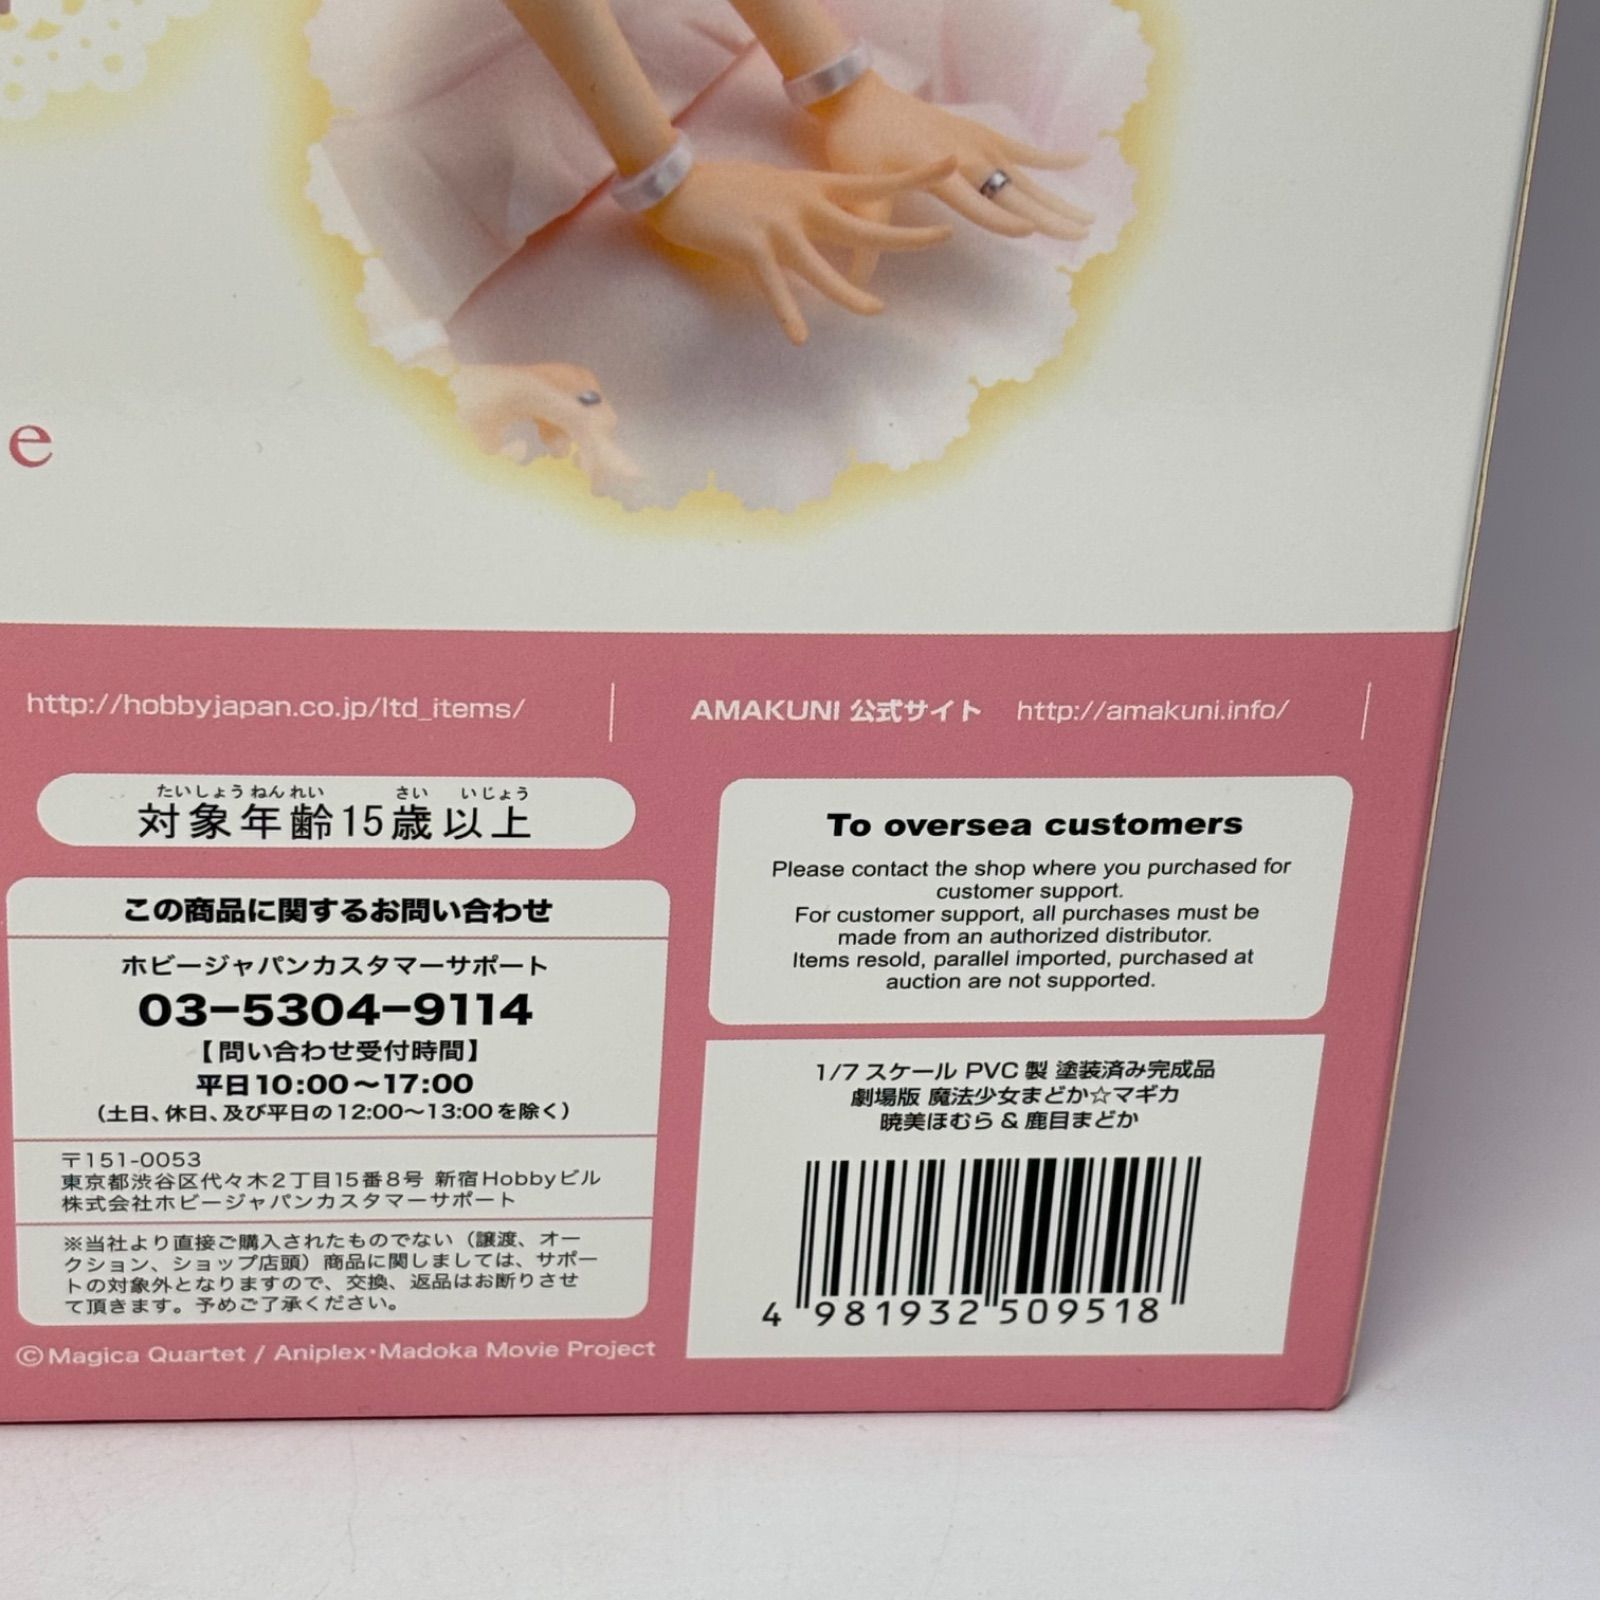 e
http://hobbyjapan.co.jp/ltd_items/
AMAKUNI 公式サイト http://amakuni.info/
たいしょうねんれい さい いじょう
対象年齢15歳以上
この商品に関するお問い合わせ
ホビージャパンカスタマーサポート
03-5304-9114
【問い合わせ受付時間】
平日10:00～17:00
（土日、休日、及び平日の12:00～13:00を除く）
〒151-0053
東京都渋谷区代々木2丁目15番8号 新宿Hobbyビル
株式会社ホビージャパンカスタマーサポート
※当社より直接ご購入されたものでない（譲渡、オー
クション、ショップ店頭）商品に関しましては、サポー
トの対象外となりますので、交換、返品はお断りさせ
て頂きます。予めご了承ください。
©Magica Quartet / Aniplex・Madoka Movie Project
To oversea customers
Please contact the shop where you purchased for
customer support.
For customer support, all purchases must be
made from an authorized distributor.
Items resold, parallel imported, purchased at
auction are not supported.
1/7 スケール PVC 製 塗装済み完成品
劇場版 魔法少女まどか☆マギカ
暁美ほむら & 鹿目まどか
4 981932 509518